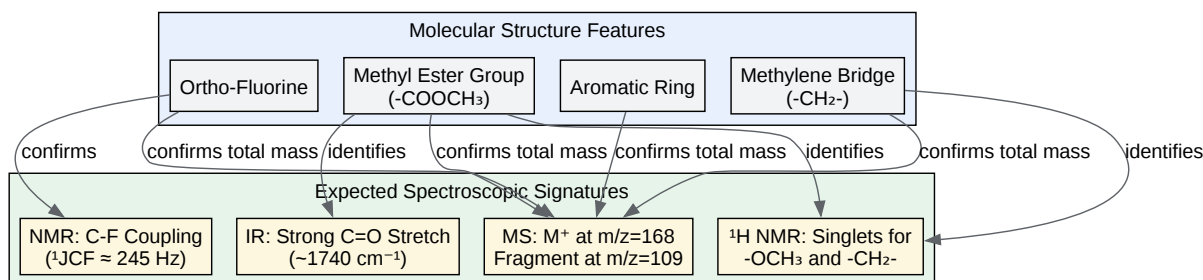 Molecular Structure Features
Ortho-Fluorine
Methyl Ester Group
(-COOCH₃)
Aromatic Ring
Methylene Bridge
(-CH₂-)
confirms
confirms total mass
identifies
confirms total mass
confirms total mass
identifies
confirms total mass
identifies
Expected Spectroscopic Signatures
NMR: C-F Coupling
(¹JCF ≈ 245 Hz)
IR: Strong C=O Stretch
(~1740 cm⁻¹)
MS: M⁺ at m/z=168
Fragment at m/z=109
¹H NMR: Singlets for
-OCH₃ and -CH₂-